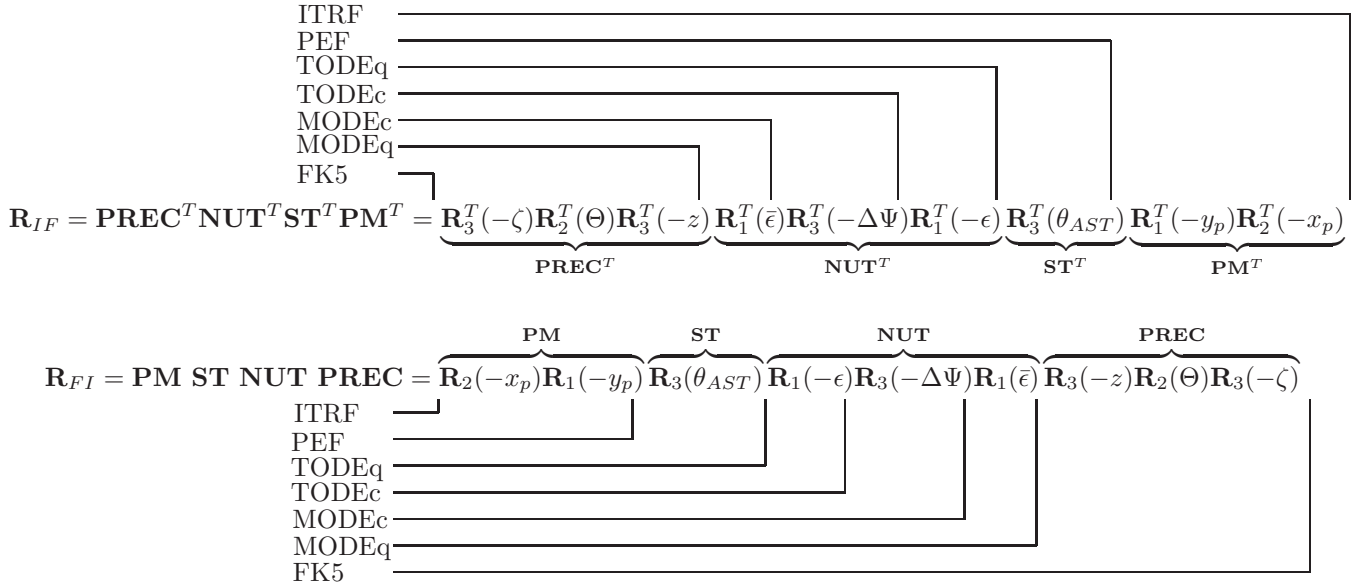 ITRF
PEF
TODEq
TODEc
MODEc
MODEq
FK5
R_{IF} = PREC^T NUT^T ST^T PM^T = R_3^T(−ζ)R_2^T(Θ)R_3^T(−z) R_1^T(ε̄)R_3^T(−ΔΨ)R_1^T(−ϵ) R_3^T(θ_{AST}) R_1^T(−y_p)R_2^T(−x_p)
PREC^T NUT^T ST^T PM^T
PM ST NUT PREC
R_{FI} = PM ST NUT PREC = R_2(−x_p)R_1(−y_p) R_3(θ_{AST}) R_1(−ϵ)R_3(−ΔΨ)R_1(ε̄) R_3(−z)R_2(Θ)R_3(−ζ)
ITRF
PEF
TODEq
TODEc
MODEc
MODEq
FK5